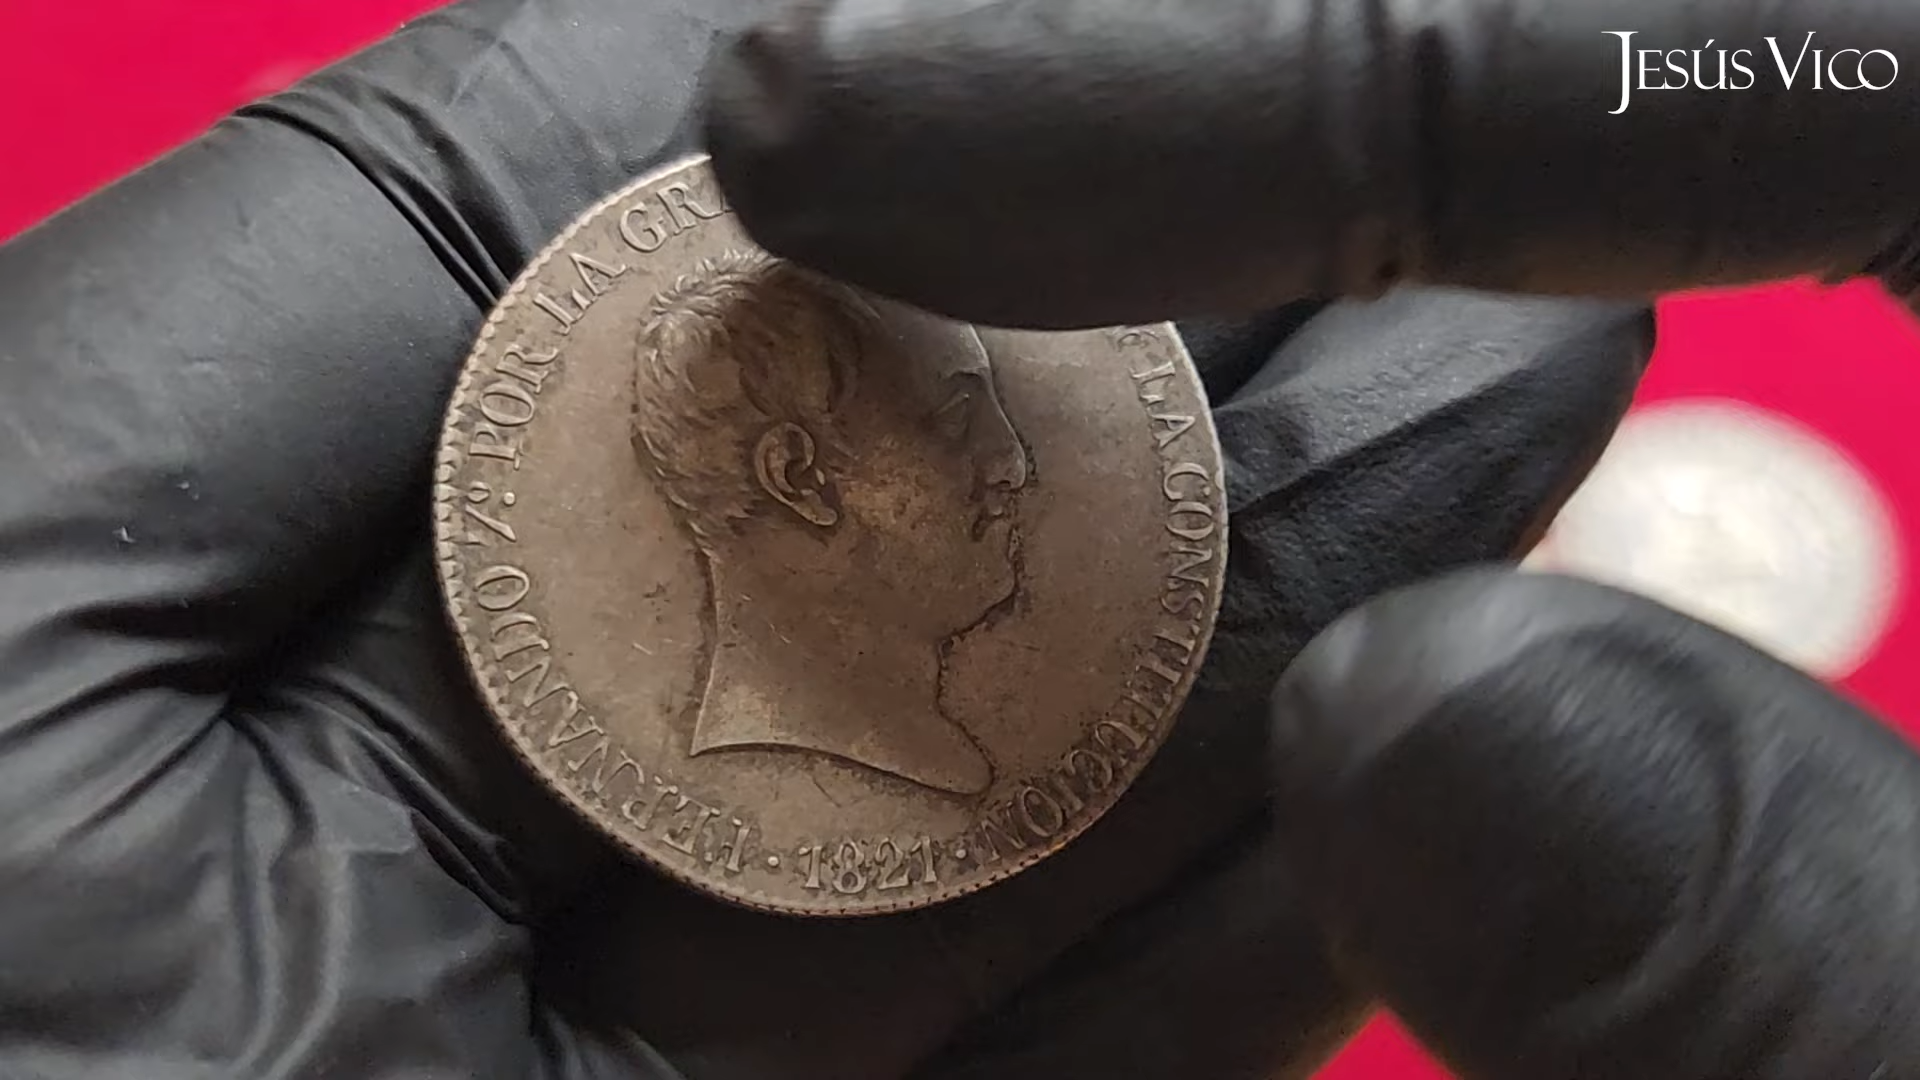 JESÚS VICO
FERNANDO 7º POR LA GRA
LA CONSTITUCION
· 1821 ·